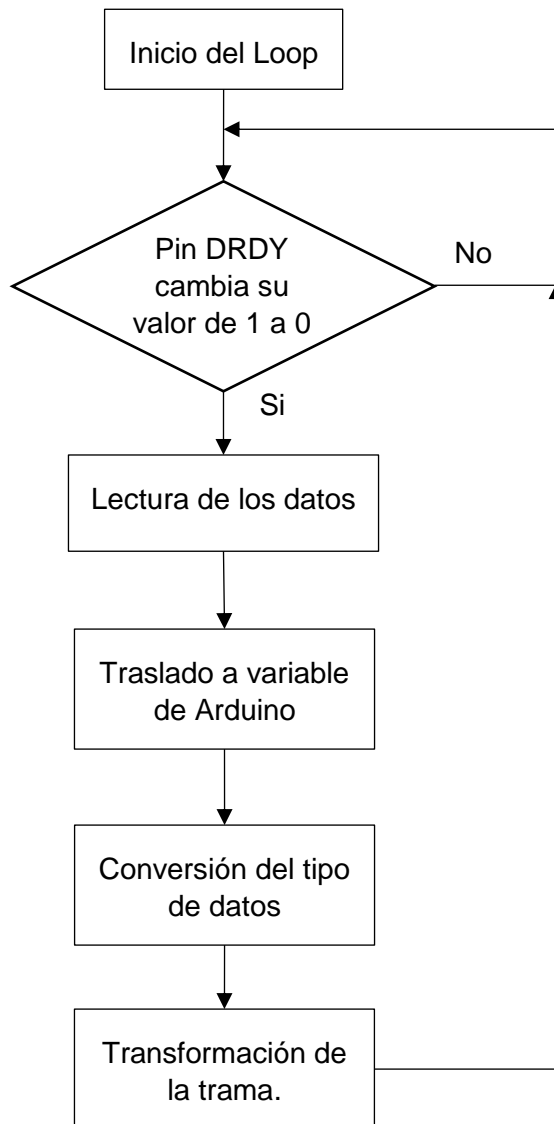 Inicio del Loop
Pin DRDY
cambia su
valor de 1 a 0
No
Si
Lectura de los datos
Traslado a variable
de Arduino
Conversión del tipo
de datos
Transformación de
la trama.